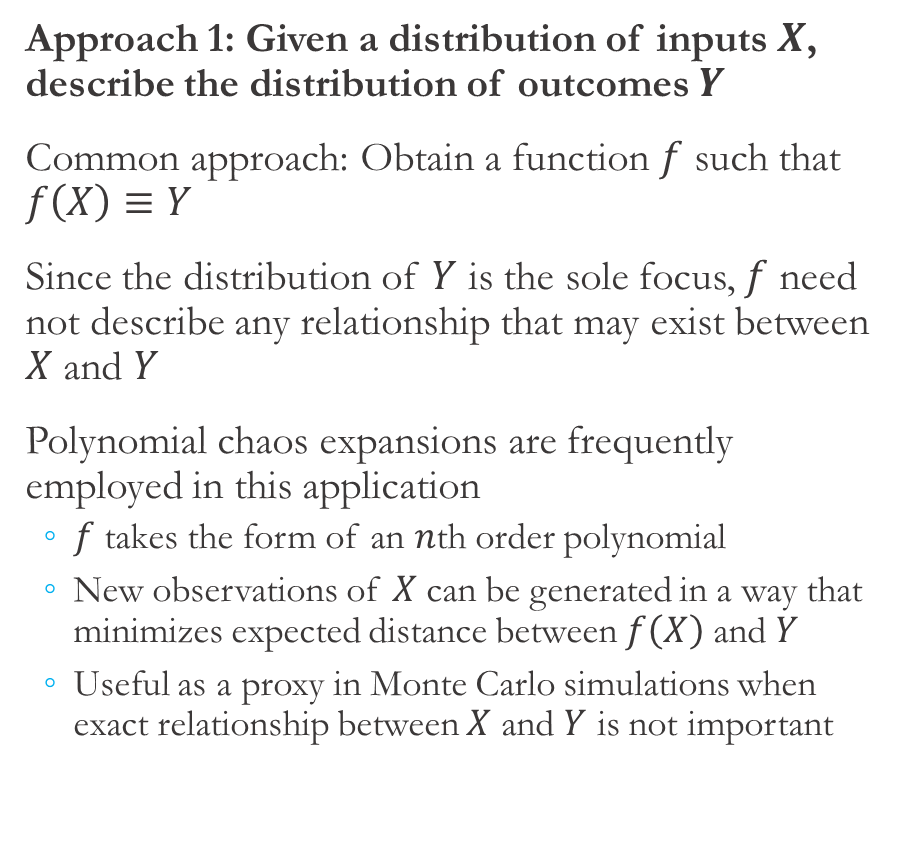 Approach 1: Given a distribution of inputs X,
describe the distribution of outcomes Y
Common approach: Obtain a function f such that
f(X) ≡ Y
Since the distribution of Y is the sole focus, f need
not describe any relationship that may exist between
X and Y
Polynomial chaos expansions are frequently
employed in this application
◦ f takes the form of an nth order polynomial
◦ New observations of X can be generated in a way that
minimizes expected distance between f(X) and Y
◦ Useful as a proxy in Monte Carlo simulations when
exact relationship between X and Y is not important